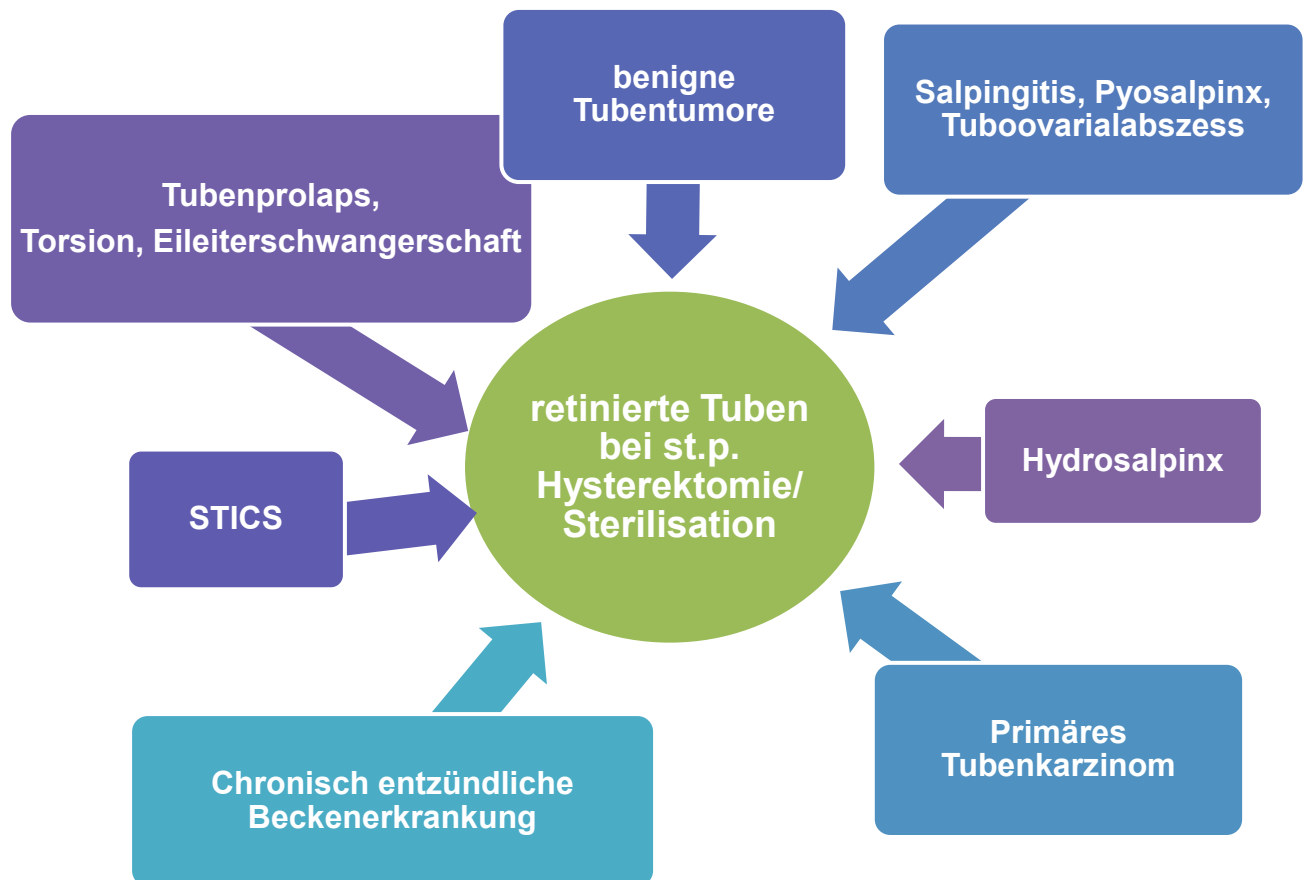 benigne
Tubentumore
Salpingitis, Pyosalpinx,
Tuboovarialabszess
Tubenprolaps,
Torsion, Eileiterschwangerschaft
retinierte Tuben
bei st.p.
Hysterektomie/
Sterilisation
Hydrosalpinx
STICS
Primäres
Tubenkarzinom
Chronisch entzündliche
Beckenerkrankung